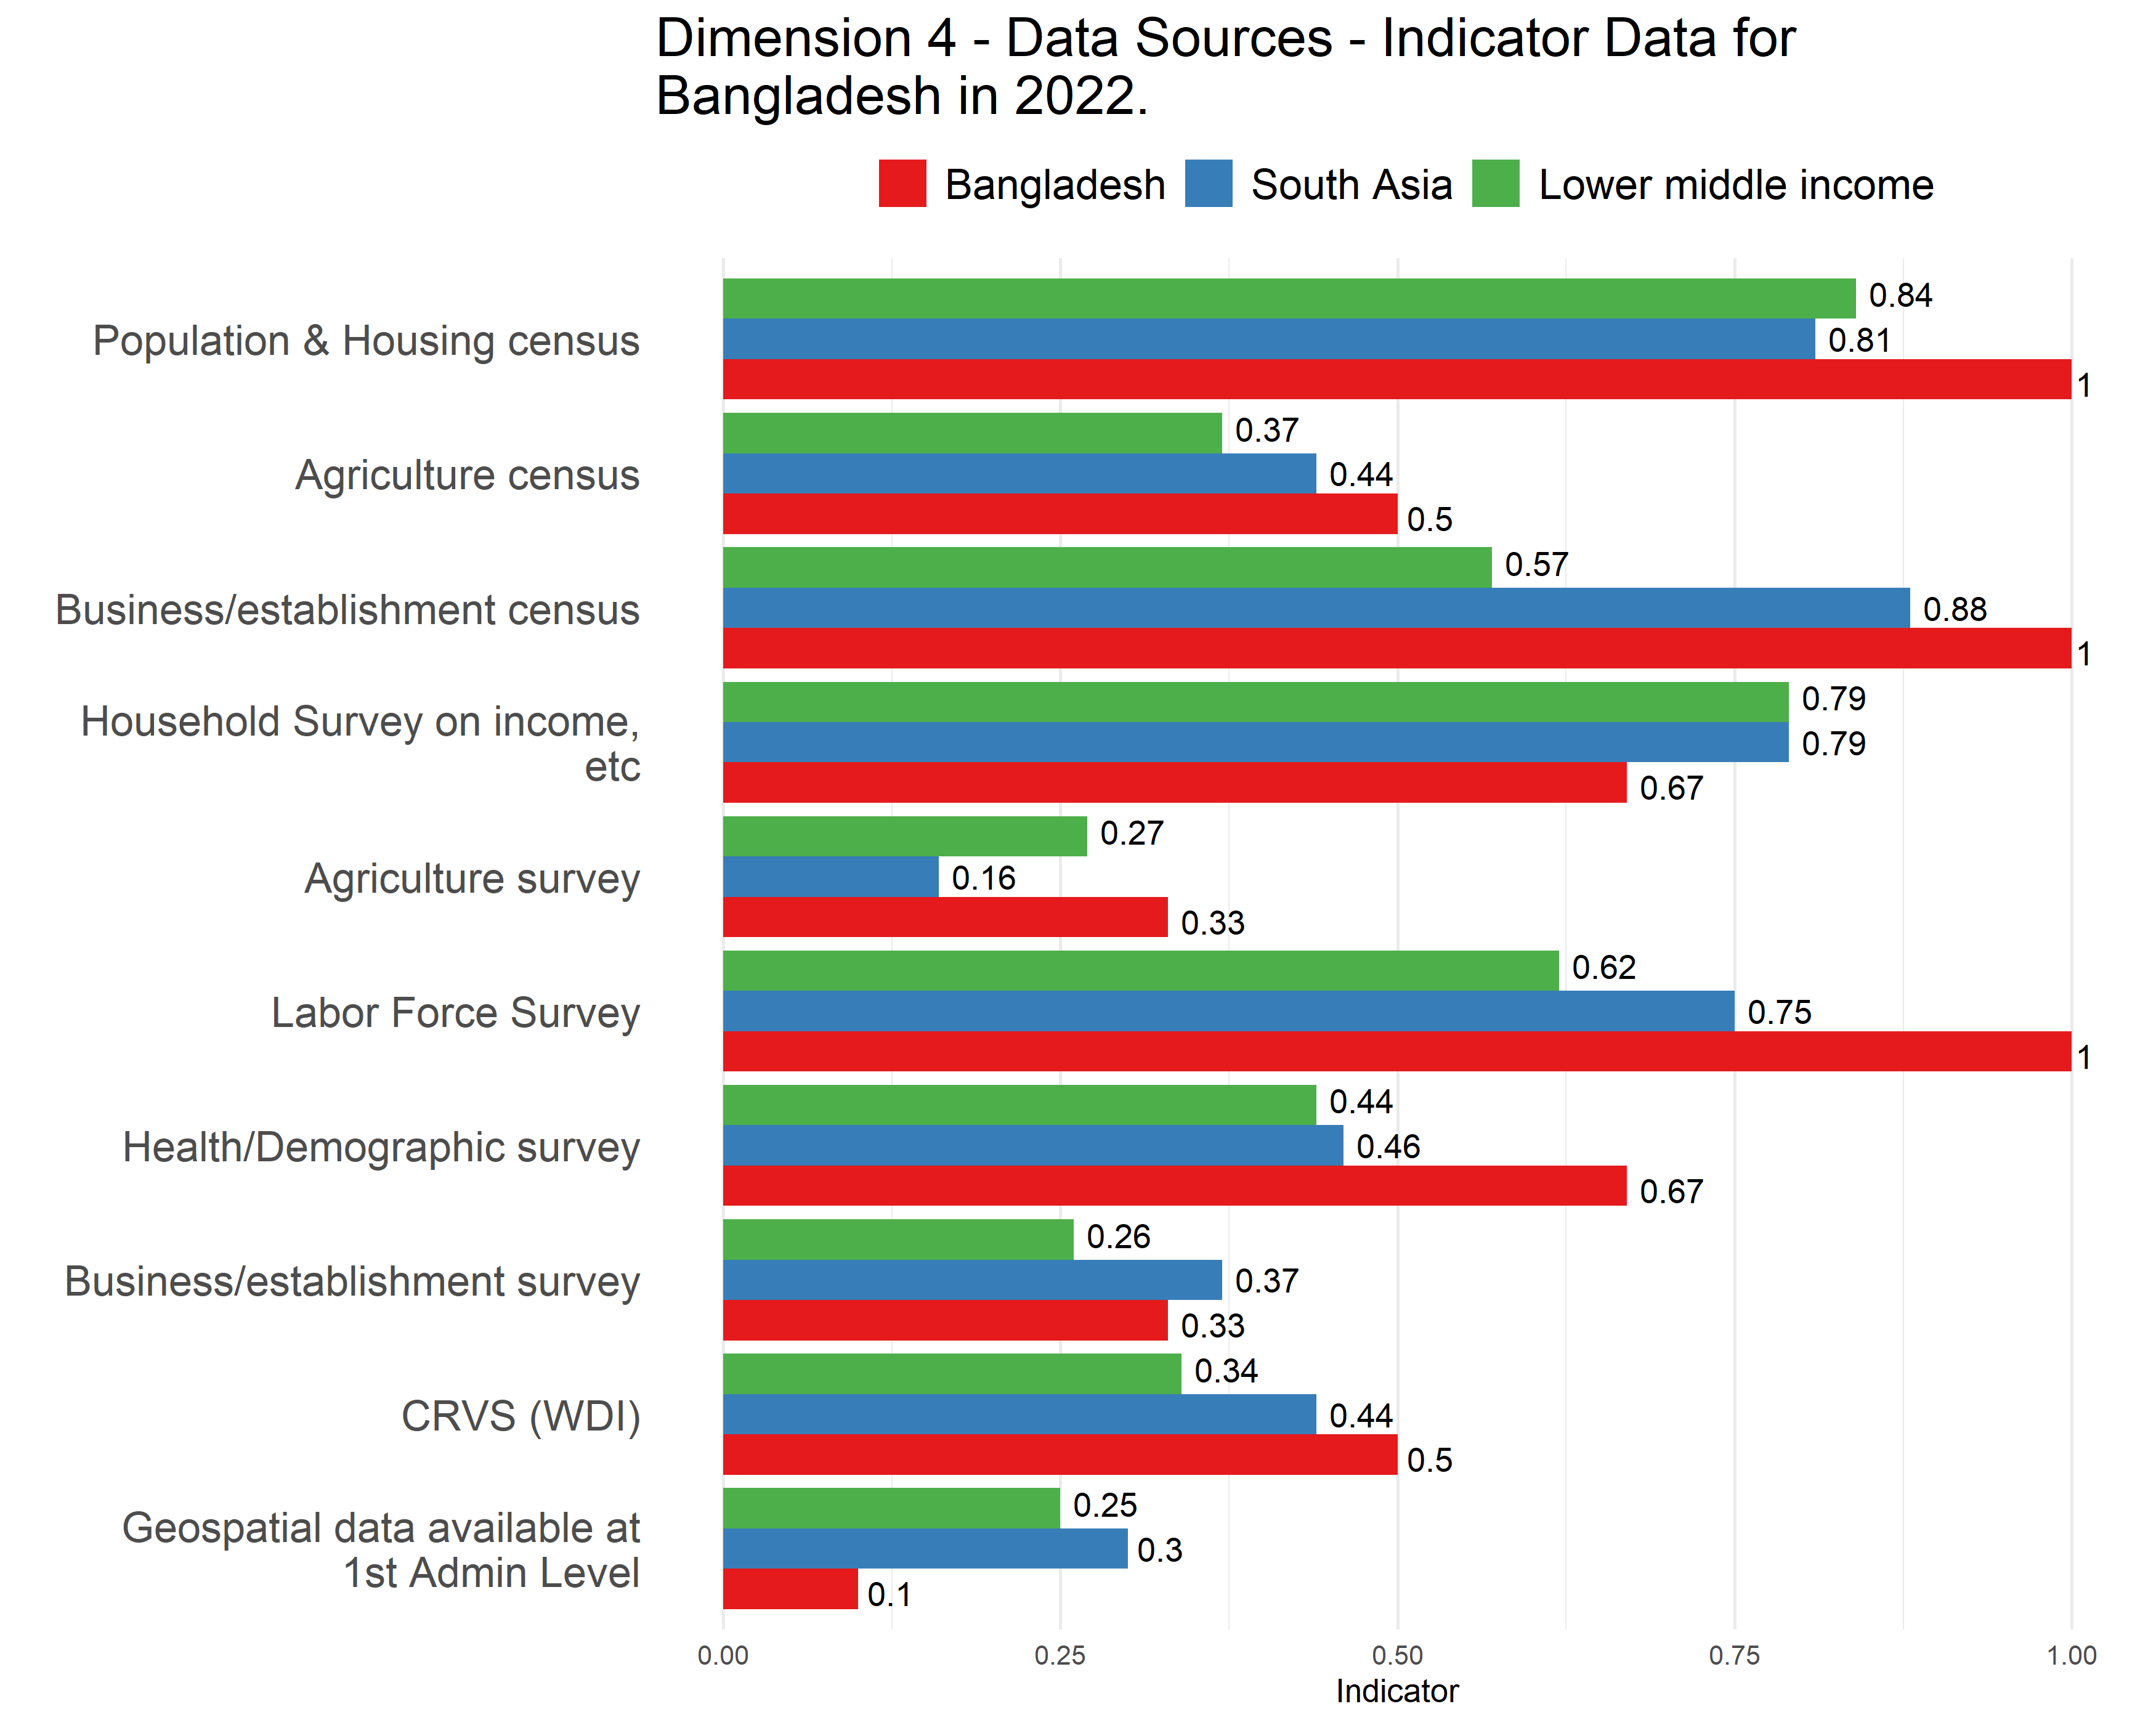 Dimension 4 - Data Sources - Indicator Data for
Bangladesh in 2022.
Bangladesh
South Asia
Lower middle income
Population & Housing census
0.84
0.81
1
Agriculture census
0.37
0.44
0.5
Business/establishment census
0.57
0.88
1
Household Survey on income,
etc
0.79
0.79
0.67
Agriculture survey
0.27
0.16
0.33
Labor Force Survey
0.62
0.75
1
Health/Demographic survey
0.44
0.46
0.67
Business/establishment survey
0.26
0.37
0.33
CRVS (WDI)
0.34
0.44
0.5
Geospatial data available at
1st Admin Level
0.25
0.3
0.1
0.00 0.25 0.50 0.75 1.00
Indicator